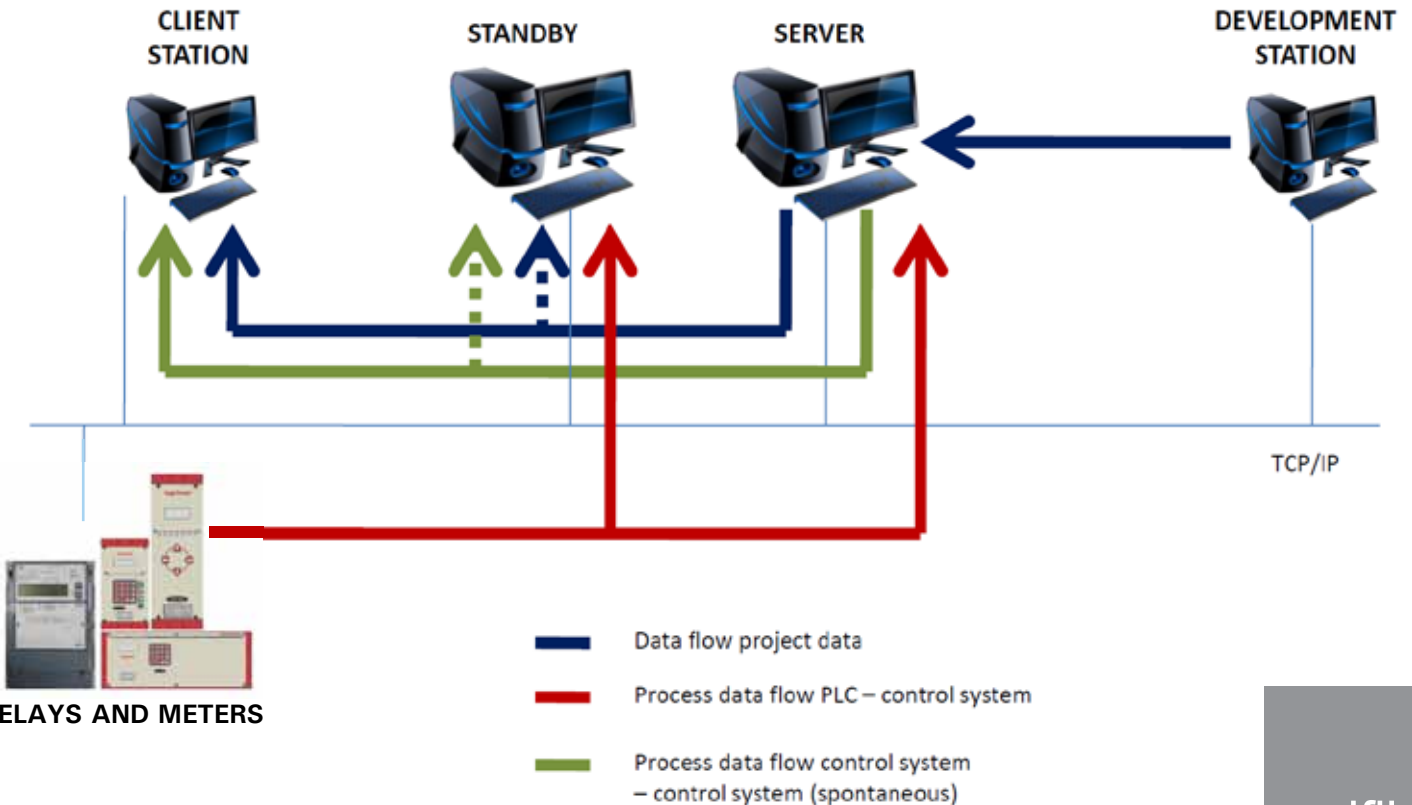 CLIENT
STATION
STANDBY
SERVER
DEVELOPMENT
STATION
TCP/IP
ELAYS AND METERS
Data flow project data
Process data flow PLC – control system
Process data flow control system
– control system (spontaneous)